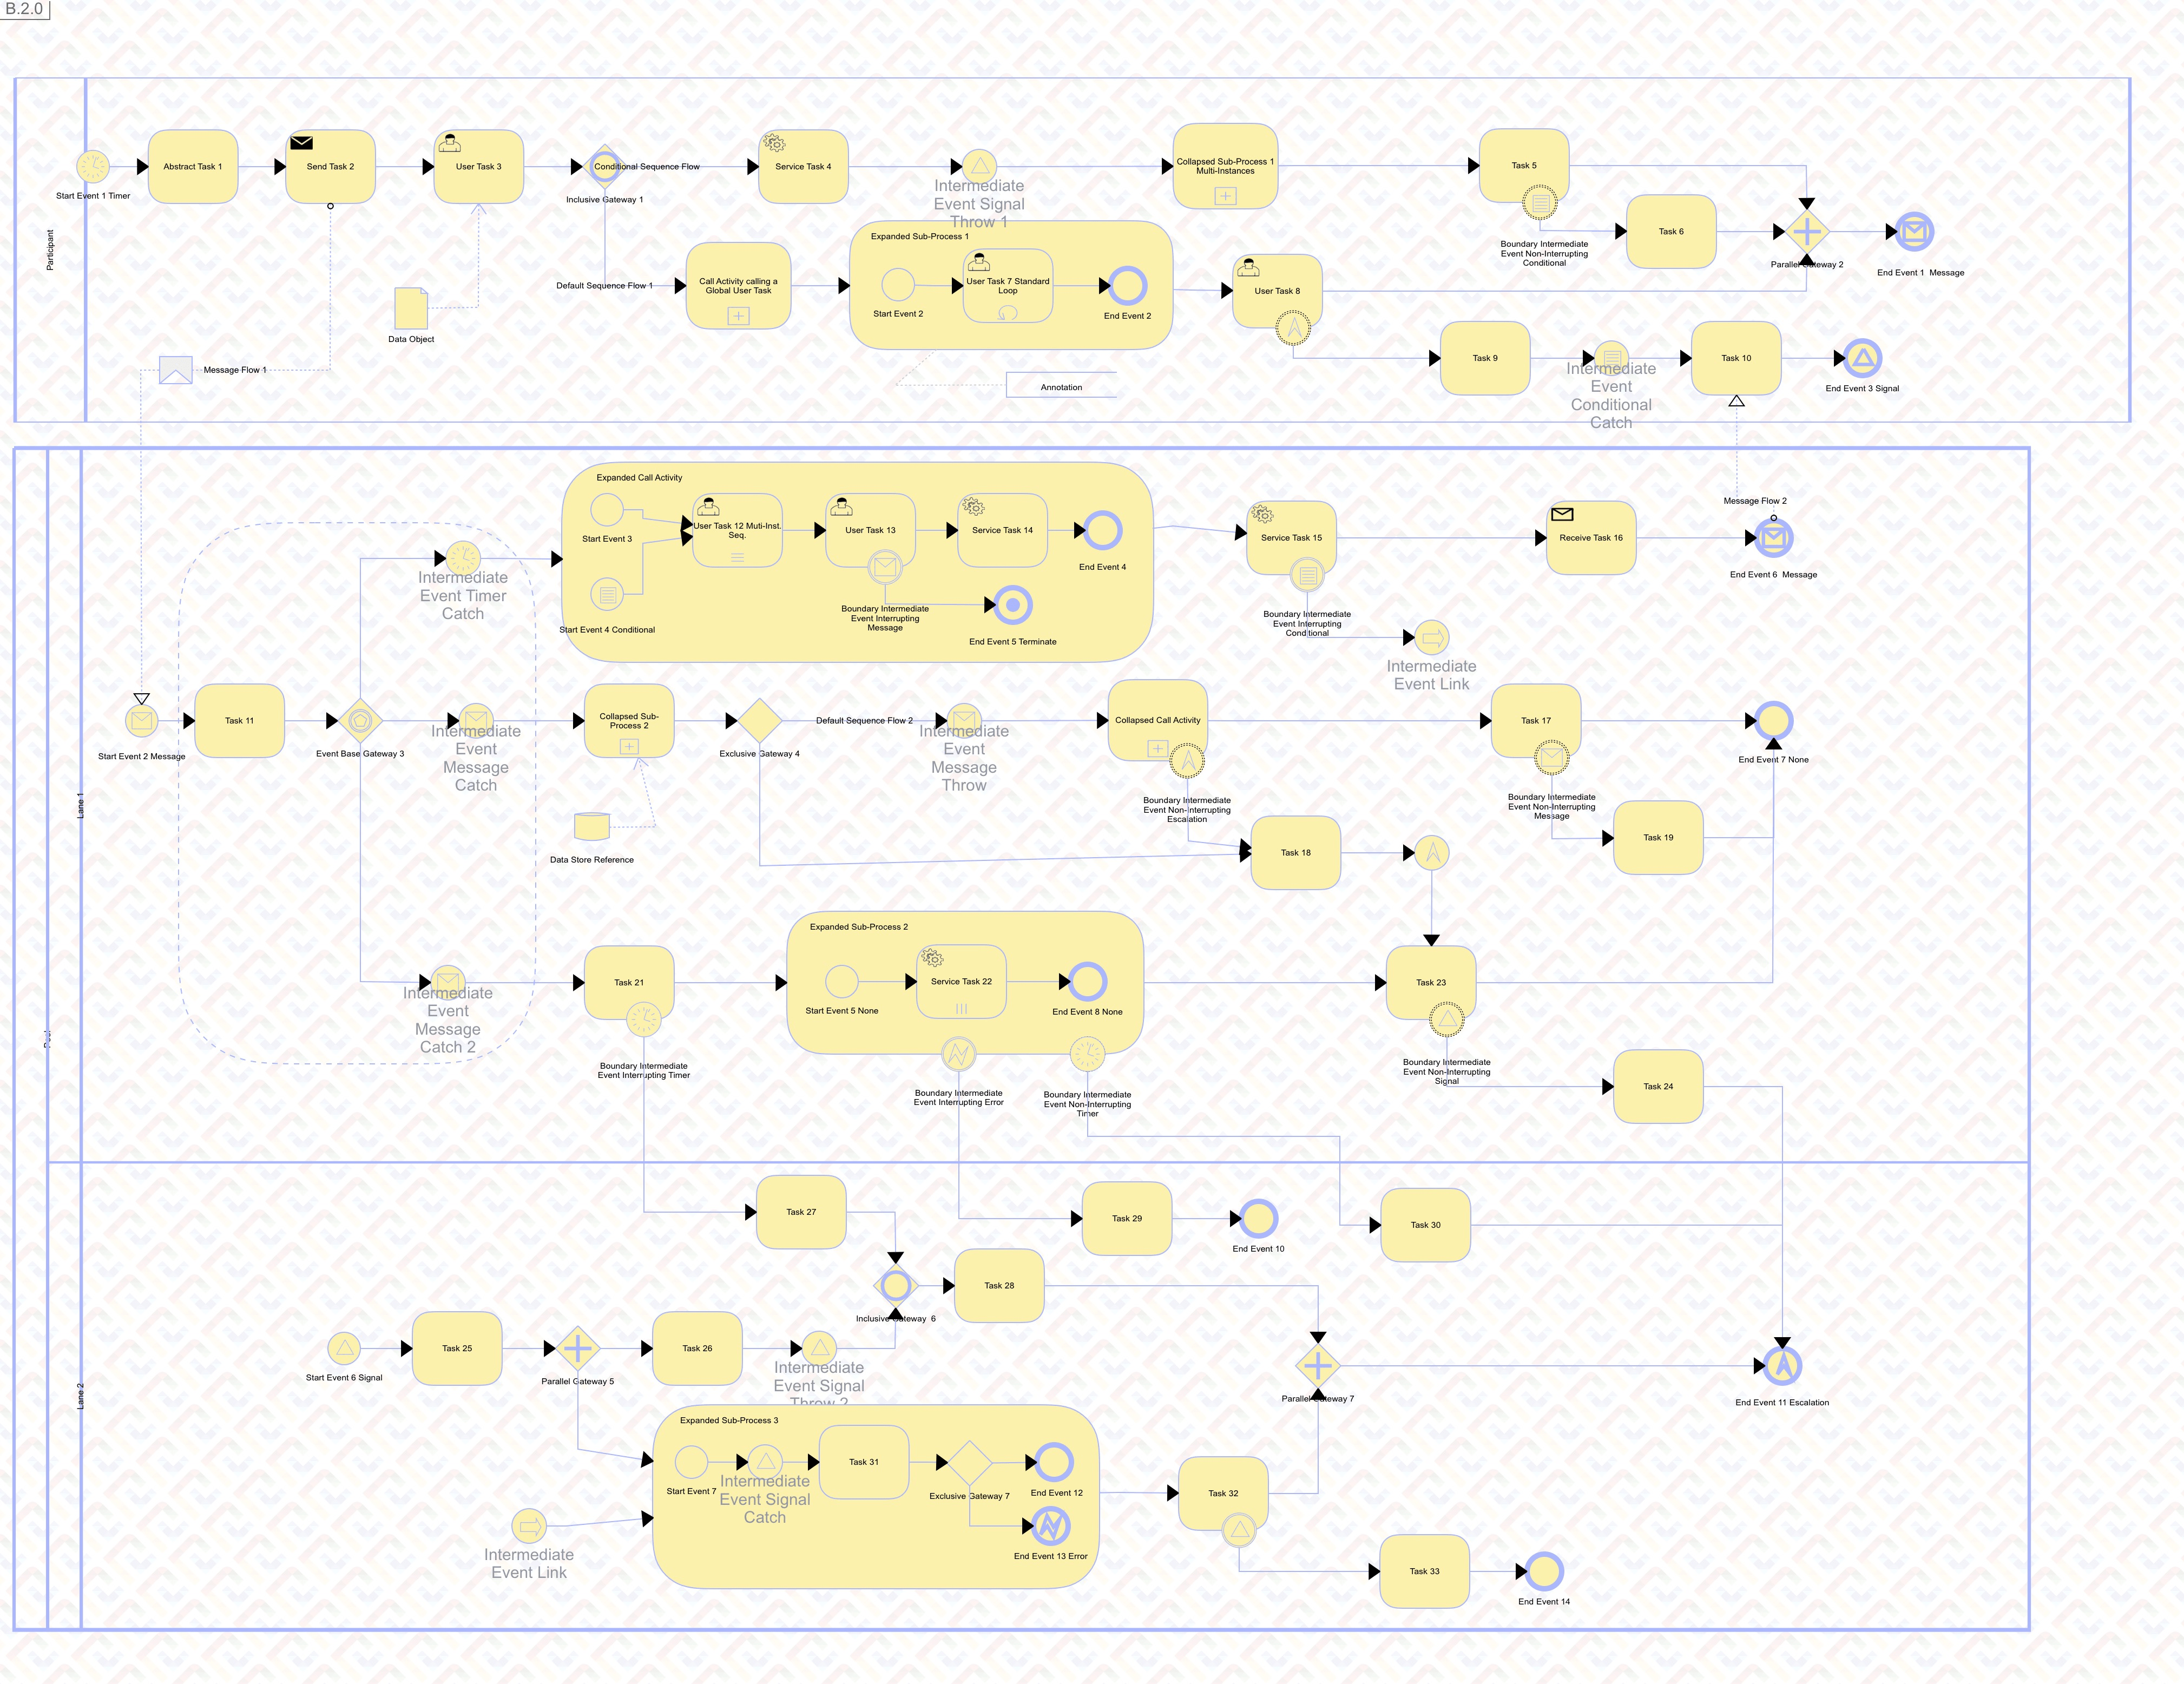 B.2.0
Participant
Start Event 1 Timer
Abstract Task 1
Send Task 2
User Task 3
Inclusive Gateway 1
Conditional Sequence Flow
Service Task 4
Intermediate
Event Signal
Throw 1
Collapsed Sub-Process 1
Multi-Instances
Task 5
Boundary Intermediate
Event Non-Interrupting
Conditional
Task 6
Parallel Gateway 2
End Event 1  Message
Data Object
Message Flow 1
Default Sequence Flow 1
Call Activity calling a
Global User Task
Expanded Sub-Process 1
Start Event 2
User Task 7 Standard
Loop
End Event 2
Annotation
User Task 8
Task 9
Intermediate
Event
Conditional
Catch
Task 10
End Event 3 Signal
Lane 1
Start Event 2 Message
Task 11
Event Base Gateway 3
Intermediate
Event Timer
Catch
Intermediate
Event
Message
Catch
Intermediate
Event
Message
Catch 2
Expanded Call Activity
Start Event 3
Start Event 4 Conditional
User Task 12 Muti-Inst.
Seq.
User Task 13
Boundary Intermediate
Event Interrupting
Message
Service Task 14
End Event 4
End Event 5 Terminate
Service Task 15
Boundary Intermediate
Event Interrupting
Conditional
Intermediate
Event Link
Receive Task 16
Message Flow 2
End Event 6  Message
Collapsed Sub-
Process 2
Data Store Reference
Exclusive Gateway 4
Default Sequence Flow 2
Intermediate
Event
Message
Throw
Collapsed Call Activity
Boundary Intermediate
Event Non-Interrupting
Escalation
Task 17
Boundary Intermediate
Event Non-Interrupting
Message
End Event 7 None
Task 18
Task 19
Task 21
Boundary Intermediate
Event Interrupting Timer
Expanded Sub-Process 2
Start Event 5 None
Service Task 22
End Event 8 None
Boundary Intermediate
Event Interrupting Error
Boundary Intermediate
Event Non-Interrupting
Timer
Task 23
Boundary Intermediate
Event Non-Interrupting
Signal
Task 24
Lane 2
Task 27
Task 29
End Event 10
Task 30
Inclusive Gateway  6
Task 28
Start Event 6 Signal
Task 25
Parallel Gateway 5
Task 26
Intermediate
Event Signal
Throw 2
Parallel Gateway 7
End Event 11 Escalation
Expanded Sub-Process 3
Start Event 7
Intermediate
Event Signal
Catch
Task 31
Exclusive Gateway 7
End Event 12
End Event 13 Error
Intermediate
Event Link
Task 32
Task 33
End Event 14